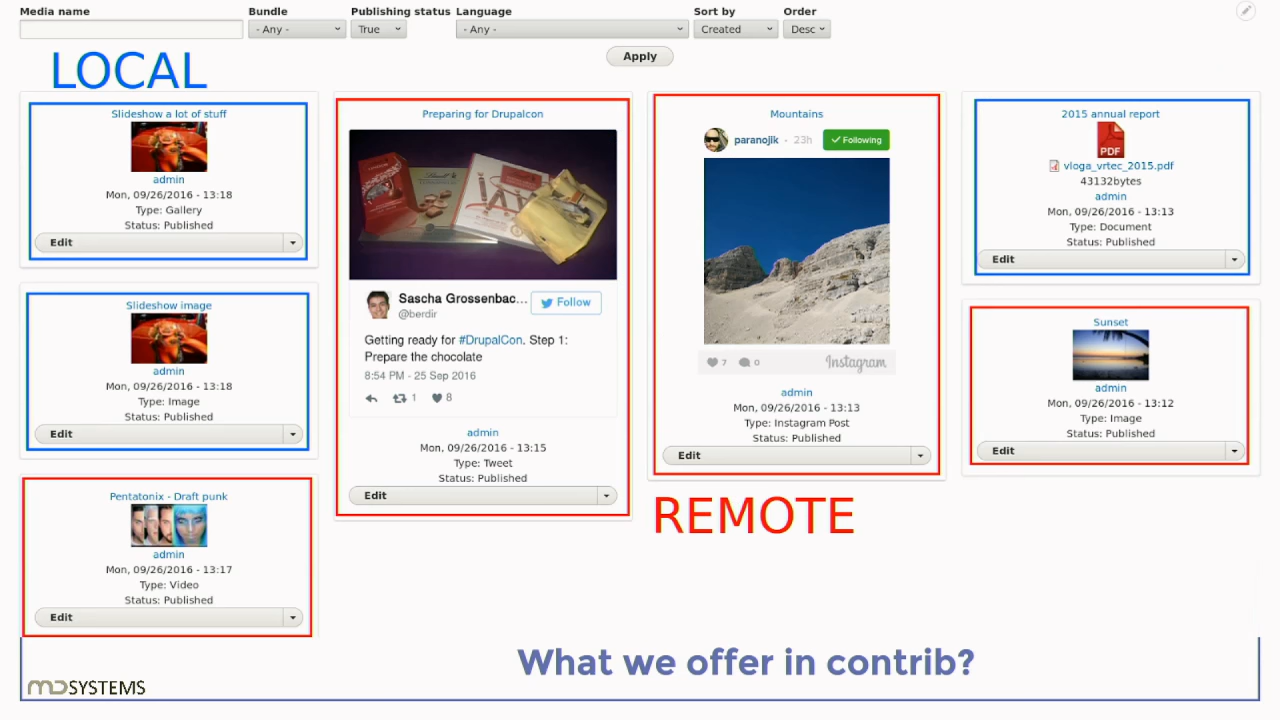 Media name
Bundle
Publishing status
Language
Sort by
Order
- Any -
True
- Any -
Created
Desc
Apply
LOCAL
Slideshow a lot of stuff
admin
Mon, 09/26/2016 - 13:18
Type: Gallery
Status: Published
Edit
Slideshow image
admin
Mon, 09/26/2016 - 13:18
Type: Image
Status: Published
Edit
Pentatonix - Draft punk
admin
Mon, 09/26/2016 - 13:17
Type: Video
Status: Published
Edit
Preparing for Drupalcon
Sascha Grossenbac...
@berdir
Follow
Getting ready for #DrupalCon. Step 1:
Prepare the chocolate
8:54 PM - 25 Sep 2016
1
8
admin
Mon, 09/26/2016 - 13:15
Type: Tweet
Status: Published
Edit
Mountains
paranojik · 23h
Following
7
0
Instagram
admin
Mon, 09/26/2016 - 13:13
Type: Instagram Post
Status: Published
Edit
REMOTE
2015 annual report
PDF
vloga_vrtec_2015.pdf
43132bytes
admin
Mon, 09/26/2016 - 13:13
Type: Document
Status: Published
Edit
Sunset
admin
Mon, 09/26/2016 - 13:12
Type: Image
Status: Published
Edit
What we offer in contrib?
MDSYSTEMS